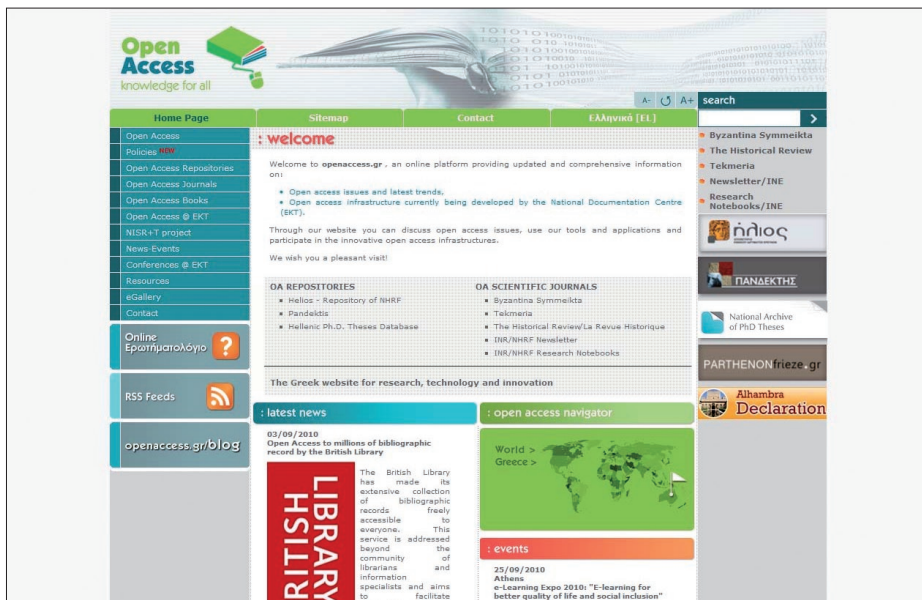 Open
Access
knowledge for all
A- A+
search
Home Page
Sitemap
Contact
Ελληνικά [EL]
Open Access
Policies NEW
Open Access Repositories
Open Access Journals
Open Access Books
Open Access @ EKT
NISR+T project
News-Events
Conferences @ EKT
Resources
eGallery
Contact
Online
Ερωτηματολόγιο
RSS Feeds
openaccess.gr/blog
: welcome
Welcome to openaccess.gr , an online platform providing updated and comprehensive information
on:
Open access issues and latest trends.
Open access infrastructure currently being developed by the National Documentation Centre
(EKT).
Through our website you can discuss open access issues, use our tools and applications and
participate in the innovative open access infrastructures.
We wish you a pleasant visit!
OA REPOSITORIES
Helios - Repository of NHRF
Pandektis
Hellenic Ph.D. Theses Database
OA SCIENTIFIC JOURNALS
Byzantina Symmeikta
Tekmeria
The Historical Review/La Revue Historique
INR/NHRF Newsletter
INR/NHRF Research Notebooks
The Greek website for research, technology and innovation
: latest news
03/09/2010
Open Access to millions of bibliographic
record by the British Library
LIBRARY
BRITISH
The British Library
has made its
extensive collection
of bibliographic
records freely
accessible to
everyone. This
service is addressed
beyond the
community of
librarians and
information
specialists and aims
to facilitate
: open access navigator
World >
Greece >
: events
25/09/2010
Athens
e-Learning Expo 2010: "E-learning for
better quality of life and social inclusion"
Byzantina Symmeikta
The Historical Review
Tekmeria
Newsletter/INE
Research
Notebooks/INE
ήλιος
ΠΑΝΔΕΚΤΗΣ
National Archive
of PhD Theses
PARTHENONfrieze.gr
Alhambra
Declaration